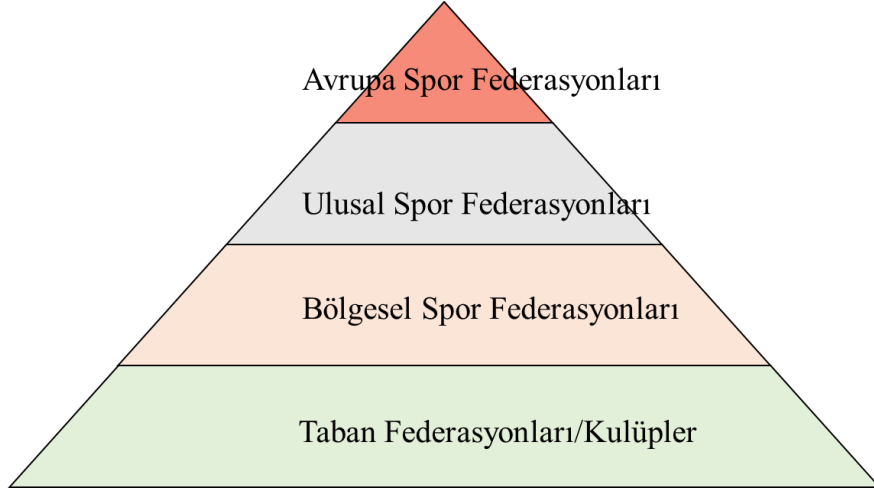 Avrupa Spor Federasyonları
Ulusal Spor Federasyonları
Bölgesel Spor Federasyonları
Taban Federasyonları/Kulüpler